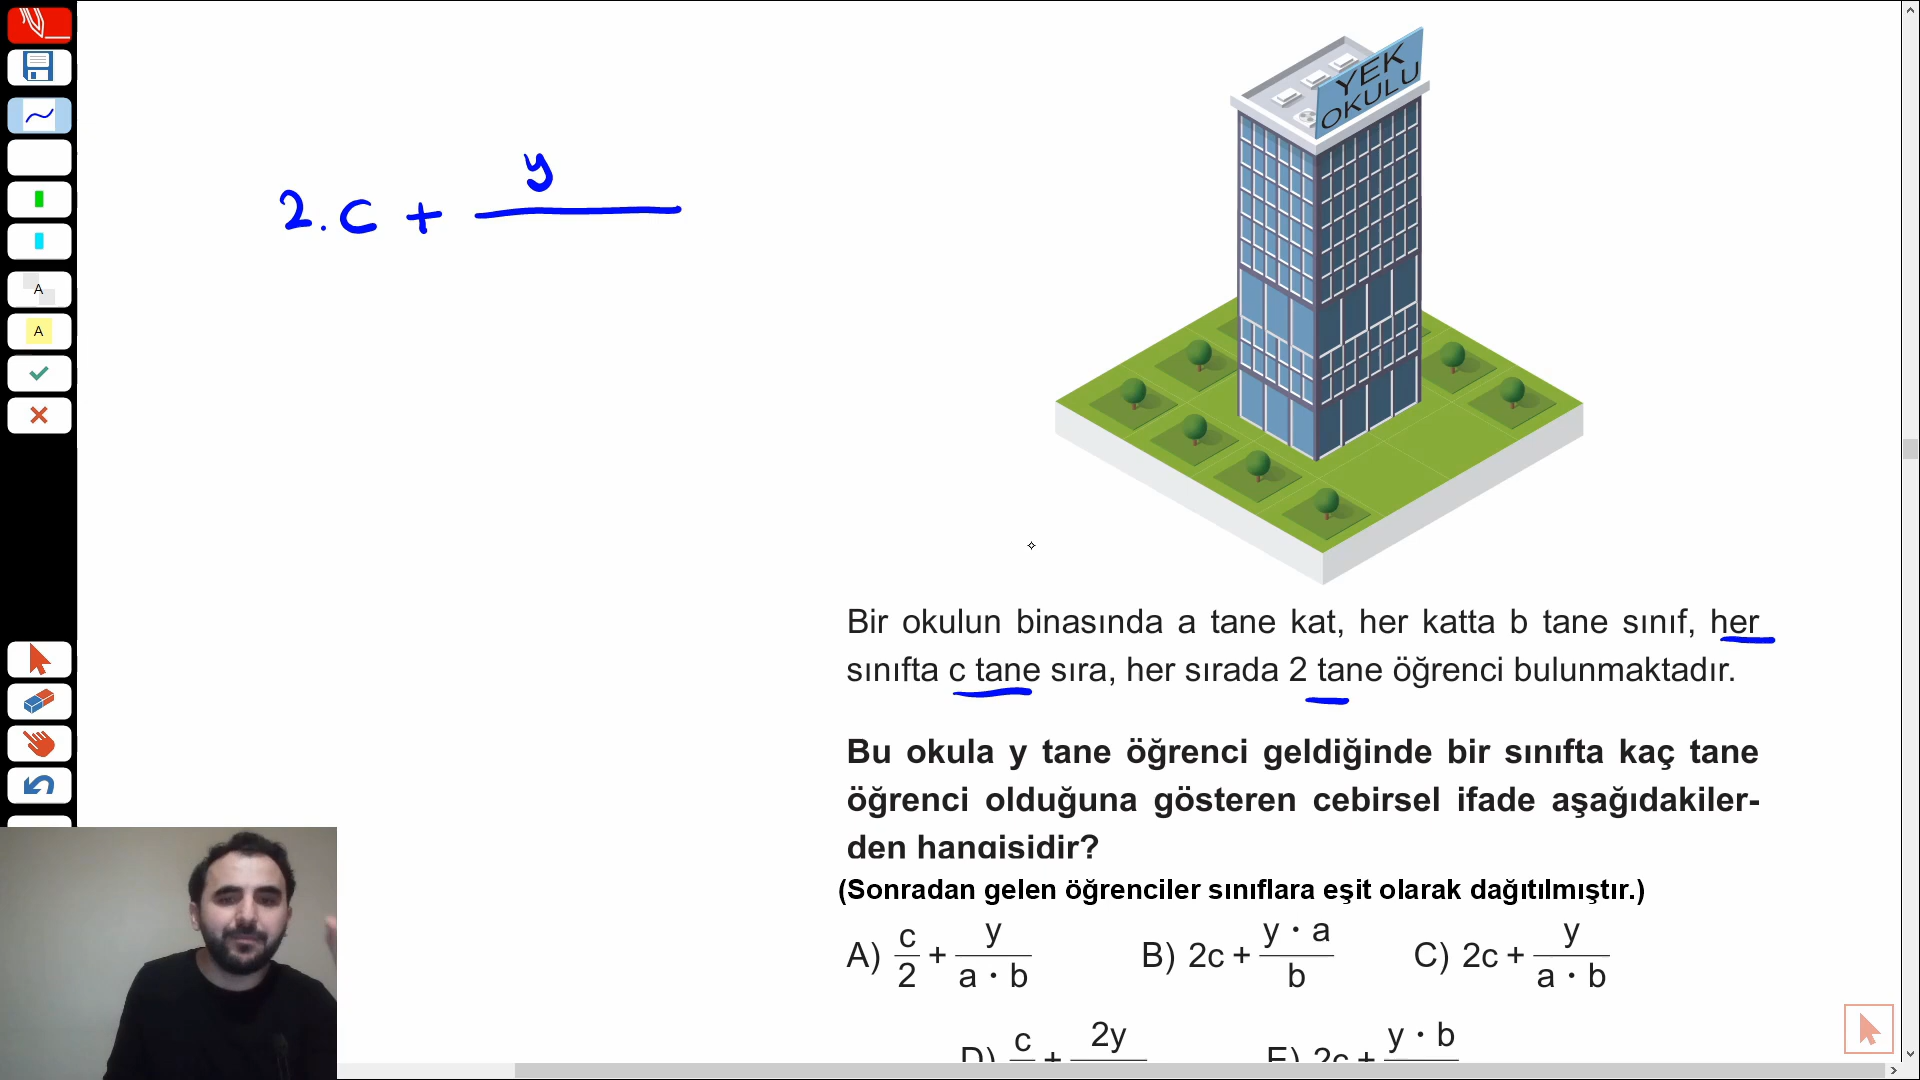 YEK
OKULU
2.c + y
A
A
Bir okulun binasında a tane kat, her katta b tane sınıf, her
sınıfta c tane sıra, her sırada 2 tane öğrenci bulunmaktadır.
Bu okula y tane öğrenci geldiğinde bir sınıfta kaç tane
öğrenci olduğuna gösteren cebirsel ifade aşağıdakiler-
den hangisidir?
(Sonradan gelen öğrenciler sınıflara eşit olarak dağıtılmıştır.)
A) c/2 + y/(a · b) B) 2c + (y · a)/b C) 2c + y/(a · b)
D) c + 2y E) 2c + y · b